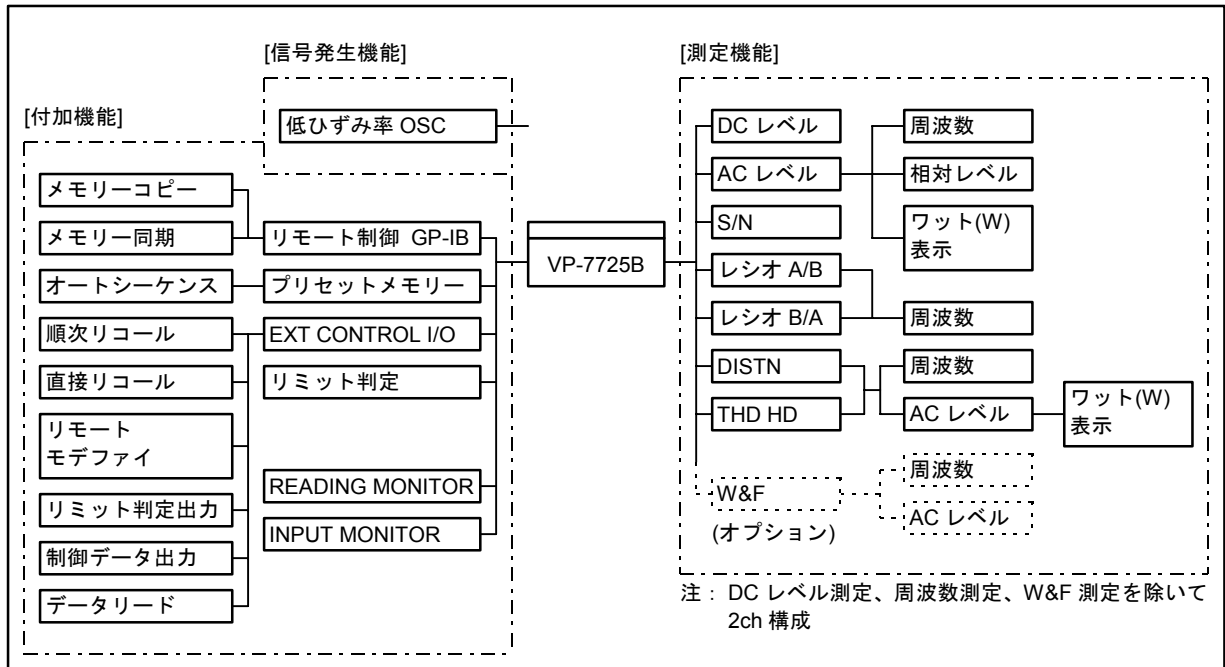 [信号発生機能]
低ひずみ率 OSC
[付加機能]
メモリーコピー
メモリー同期
オートシーケンス
順次リコール
直接リコール
リモート
モデファイ
リミット判定出力
制御データ出力
データリード
リモート制御 GP-IB
プリセットメモリー
EXT CONTROL I/O
リミット判定
READING MONITOR
INPUT MONITOR
VP-7725B
[測定機能]
DC レベル
AC レベル
S/N
レシオ A/B
レシオ B/A
DISTN
THD HD
W&F
(オプション)
周波数
相対レベル
ワット(W)
表示
周波数
周波数
AC レベル
ワット(W)
表示
周波数
AC レベル
注： DC レベル測定、周波数測定、W&F 測定を除いて
2ch 構成